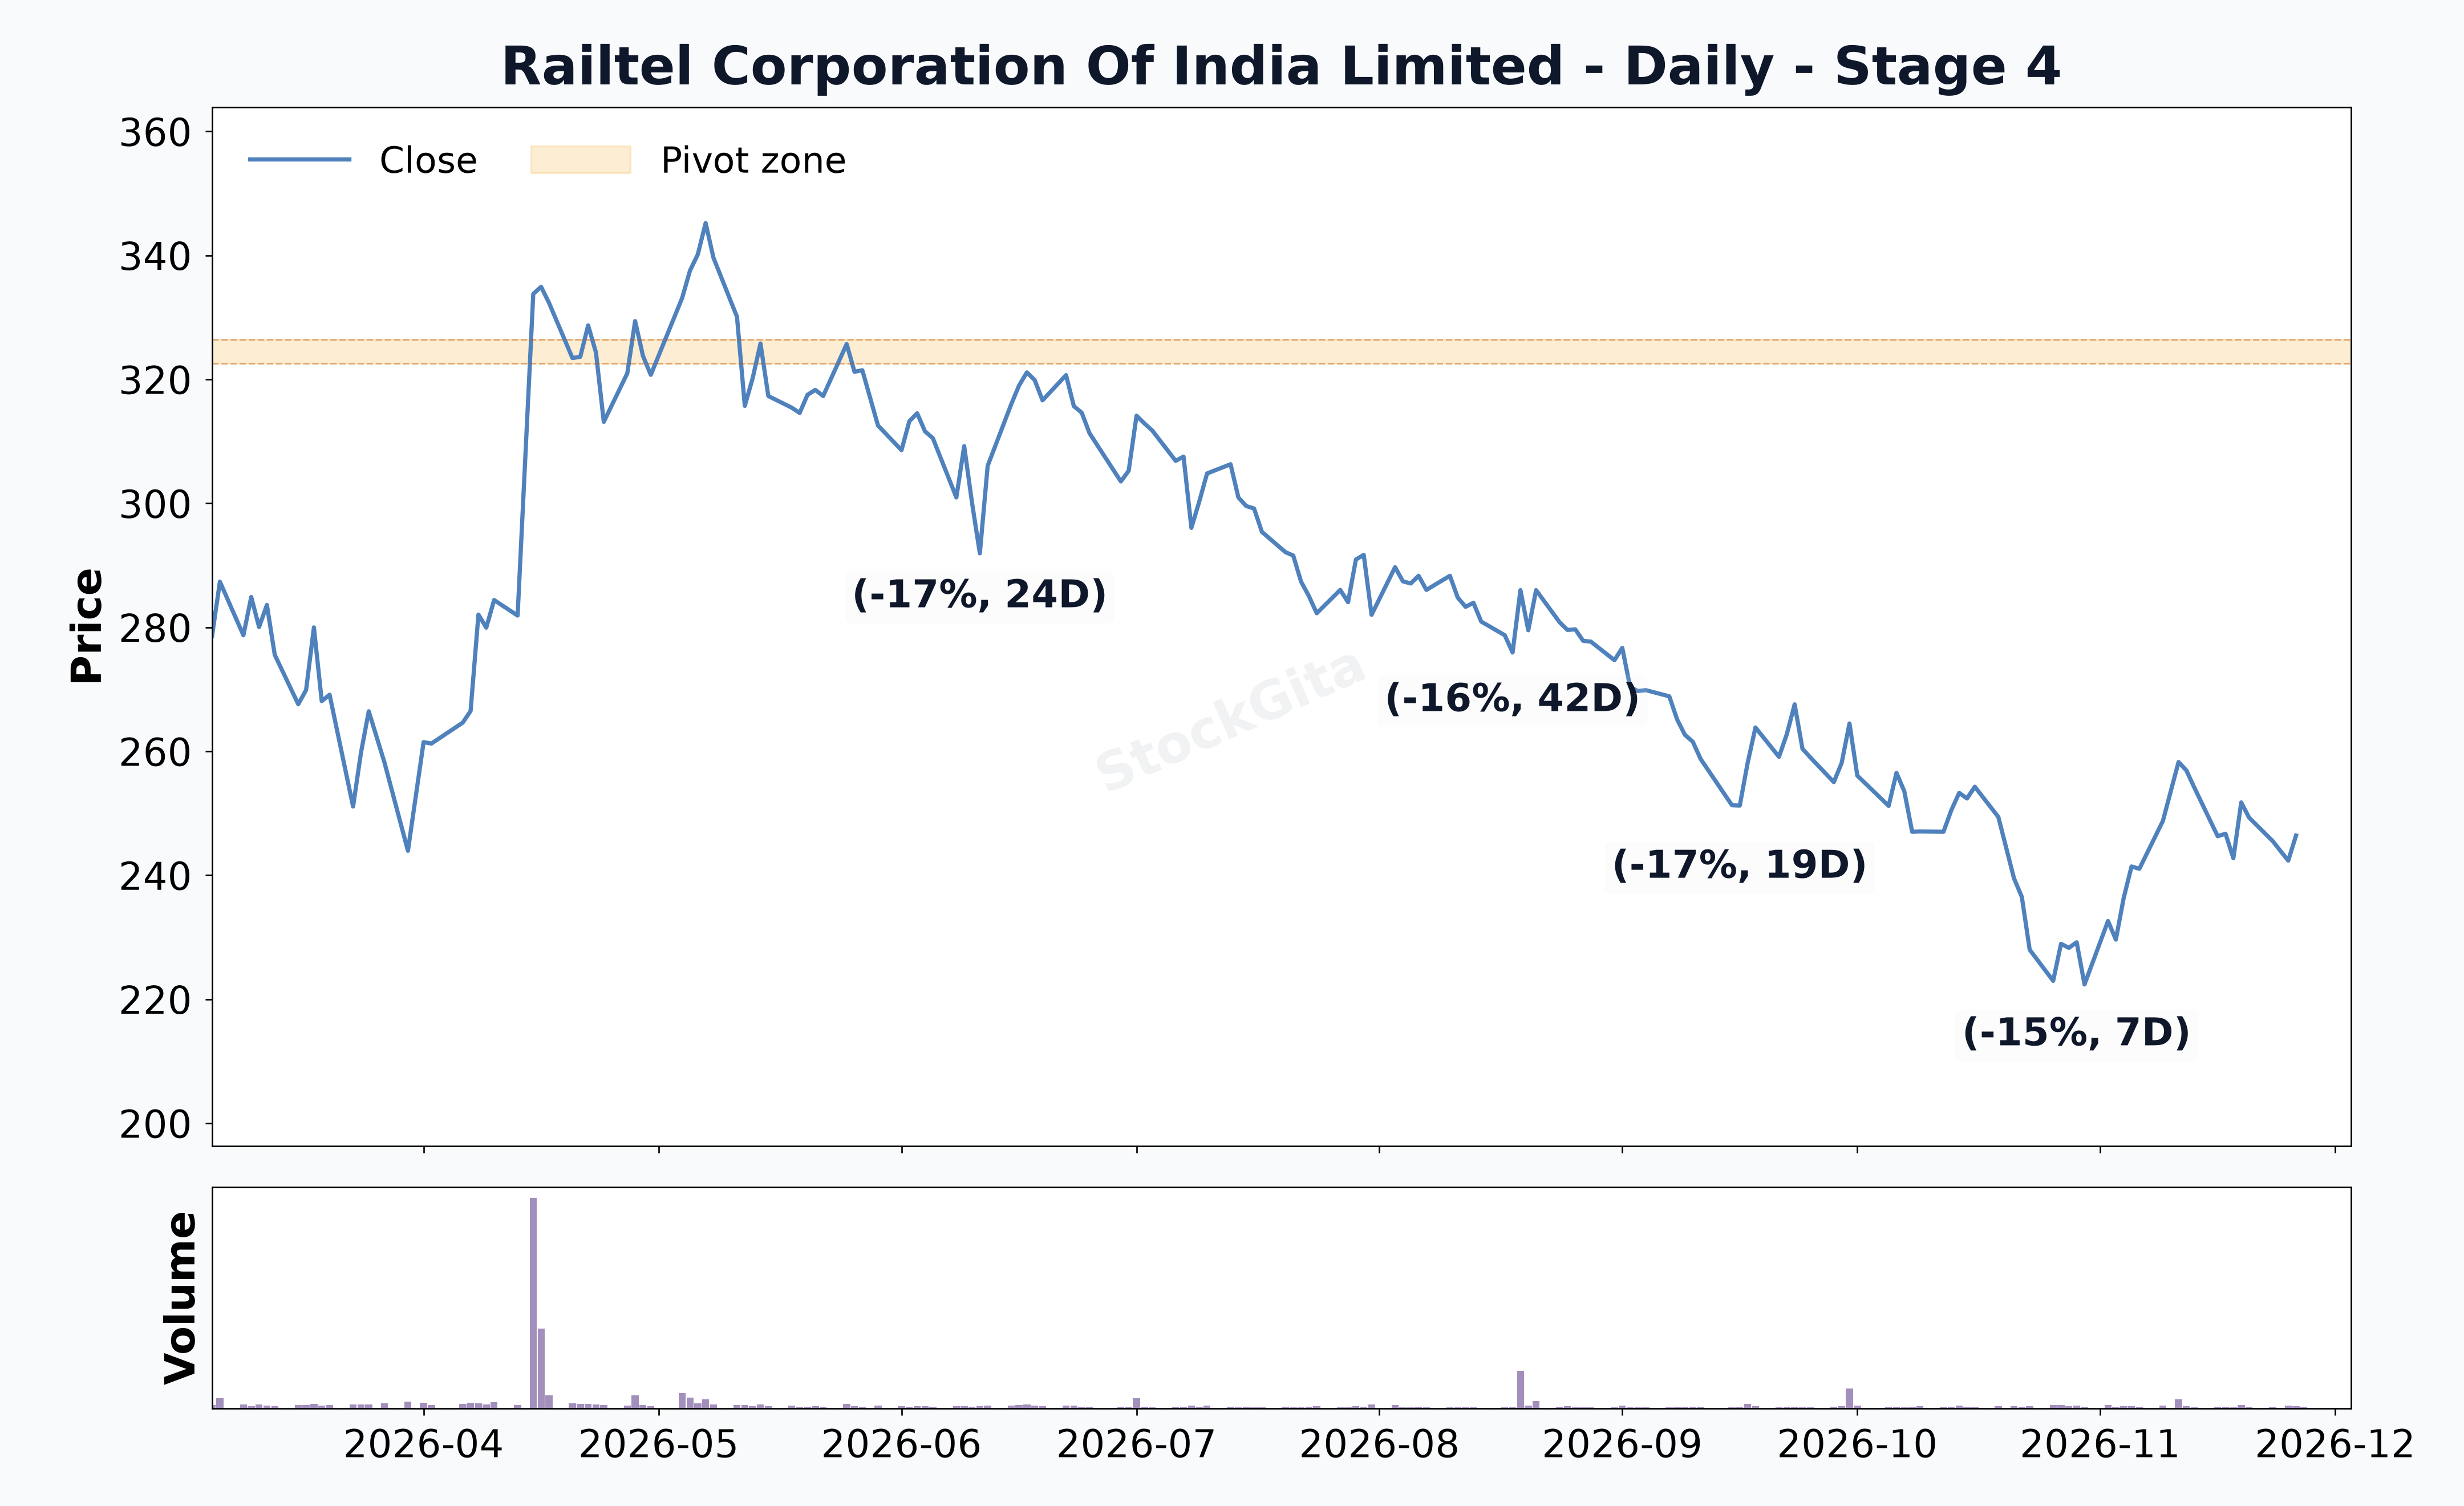 Railtel Corporation Of India Limited - Daily - Stage 4
Close
Pivot zone
Price
360
340
320
300
280
260
240
220
200
(-17%, 24D)
(-16%, 42D)
(-17%, 19D)
(-15%, 7D)
StockGita
Volume
2026-04
2026-05
2026-06
2026-07
2026-08
2026-09
2026-10
2026-11
2026-12